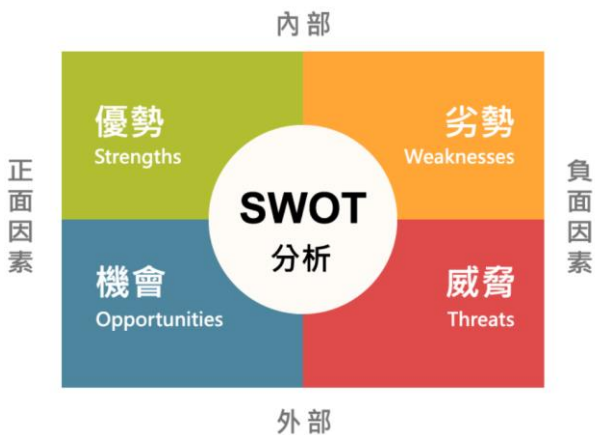 內部
優勢
Strengths
劣勢
Weaknesses
正面因素
SWOT
分析
負面因素
機會
Opportunities
威脅
Threats
外部